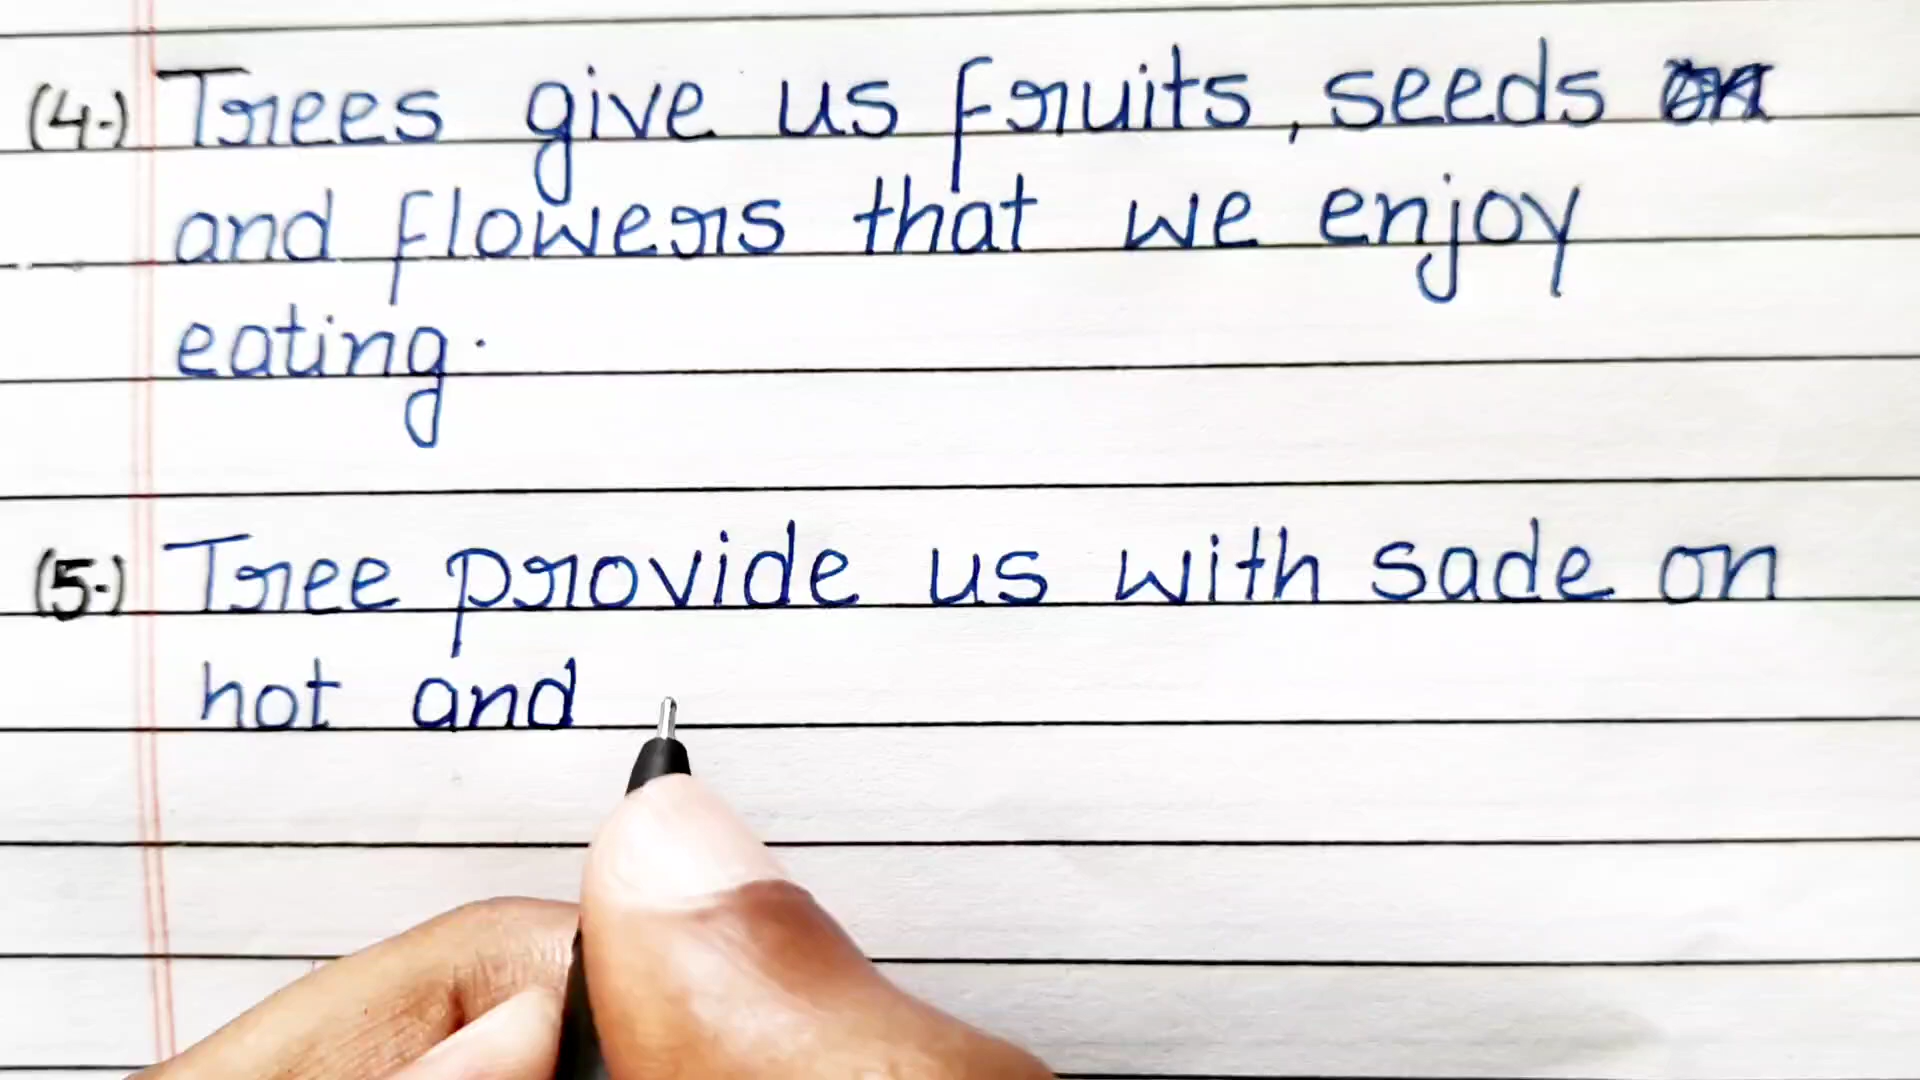 (4.) Trees give us fruits, seeds
and flowers that we enjoy
eating.
(5.) Tree provide us with sade on
hot and